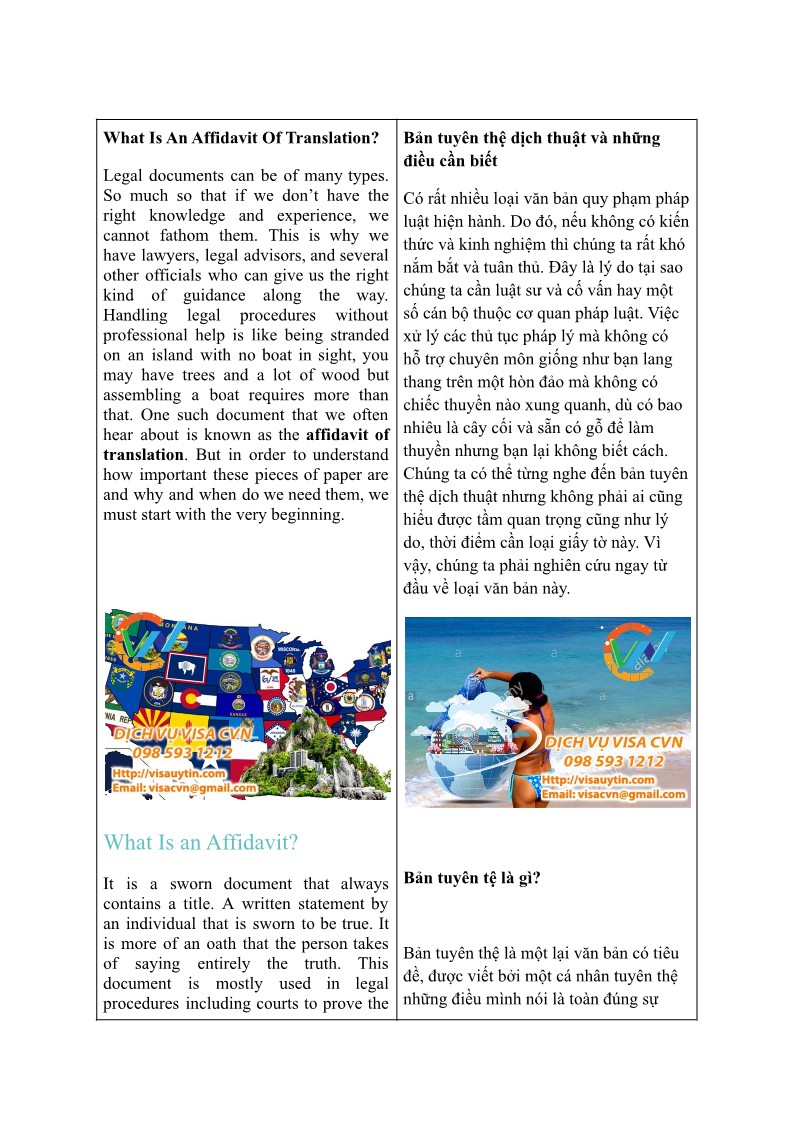 What Is An Affidavit Of Translation?
Legal documents can be of many types.
So much so that if we don’t have the
right knowledge and experience, we
cannot fathom them. This is why we
have lawyers, legal advisors, and several
other officials who can give us the right
kind of guidance along the way.
Handling legal procedures without
professional help is like being stranded
on an island with no boat in sight, you
may have trees and a lot of wood but
assembling a boat requires more than
that. One such document that we often
hear about is known as the affidavit of
translation. But in order to understand
how important these pieces of paper are
and why and when do we need them, we
must start with the very beginning.
MONTANA
WISCONSIN
1848
KANSAS
DỊCH VỤ VISA CVN
098 593 1212
Http://visauytin.com
Email: visacvn@gmail.com
What Is an Affidavit?
It is a sworn document that always
contains a title. A written statement by
an individual that is sworn to be true. It
is more of an oath that the person takes
of saying entirely the truth. This
document is mostly used in legal
procedures including courts to prove the
Bản tuyên thệ dịch thuật và những
điều cần biết
Có rất nhiều loại văn bản quy phạm pháp
luật hiện hành. Do đó, nếu không có kiến
thức và kinh nghiệm thì chúng ta rất khó
nắm bắt và tuân thủ. Đây là lý do tại sao
chúng ta cần luật sư và cố vấn hay một
số cán bộ thuộc cơ quan pháp luật. Việc
xử lý các thủ tục pháp lý mà không có
hỗ trợ chuyên môn giống như bạn lang
thang trên một hòn đảo mà không có
chiếc thuyền nào xung quanh, dù có bao
nhiêu là cây cối và sẵn có gỗ để làm
thuyền nhưng bạn lại không biết cách.
Chúng ta có thể từng nghe đến bản tuyên
thệ dịch thuật nhưng không phải ai cũng
hiểu được tầm quan trọng cũng như lý
do, thời điểm cần loại giấy tờ này. Vì
vậy, chúng ta phải nghiên cứu ngay từ
đầu về loại văn bản này.
DỊCH VỤ VISA CVN
098 593 1212
Http://visauytin.com
Email: visacvn@gmail.com
Bản tuyên tệ là gì?
Bản tuyên thệ là một lại văn bản có tiêu
đề, được viết bởi một cá nhân tuyên thệ
những điều mình nói là toàn đúng sự